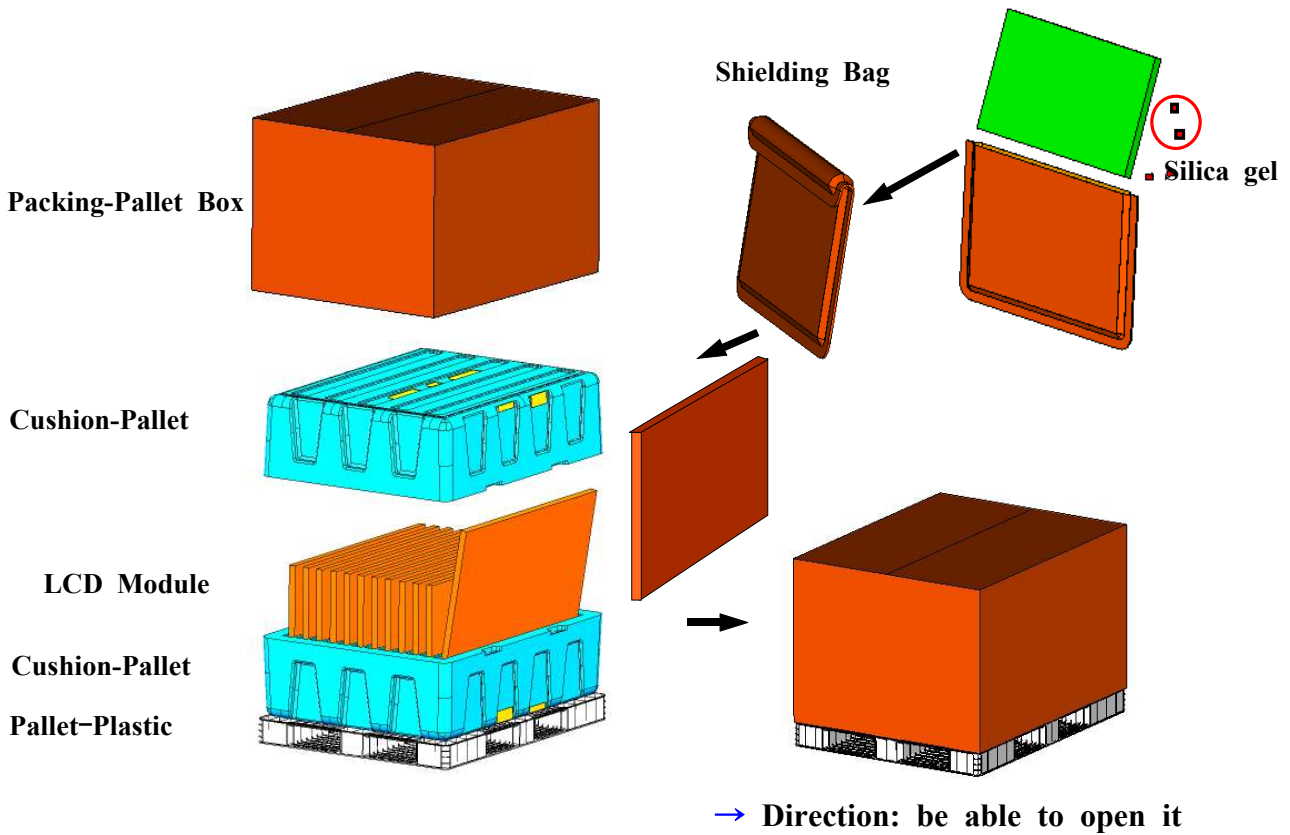 Shielding Bag
Silica gel
Packing-Pallet Box
Cushion-Pallet
LCD Module
Cushion-Pallet
Pallet-Plastic
→ Direction: be able to open it